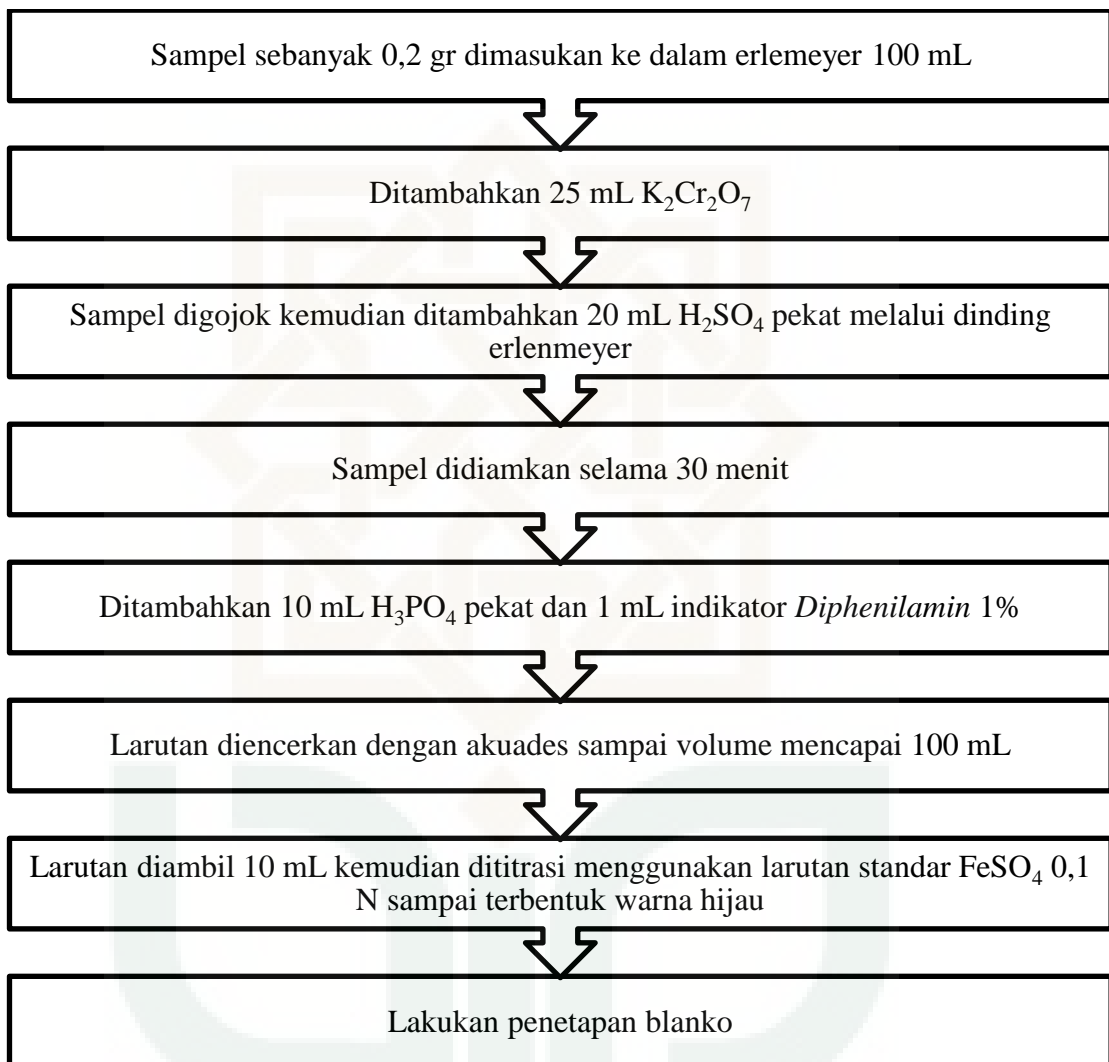 Sampel sebanyak 0,2 gr dimasukan ke dalam erlemeyer 100 mL
Ditambahkan 25 mL K₂Cr₂O₇
Sampel digojok kemudian ditambahkan 20 mL H₂SO₄ pekat melalui dinding
erlenmeyer
Sampel didiamkan selama 30 menit
Ditambahkan 10 mL H₃PO₄ pekat dan 1 mL indikator Diphenilamin 1%
Larutan diencerkan dengan akuades sampai volume mencapai 100 mL
Larutan diambil 10 mL kemudian dititrasi menggunakan larutan standar FeSO₄ 0,1
N sampai terbentuk warna hijau
Lakukan penetapan blanko